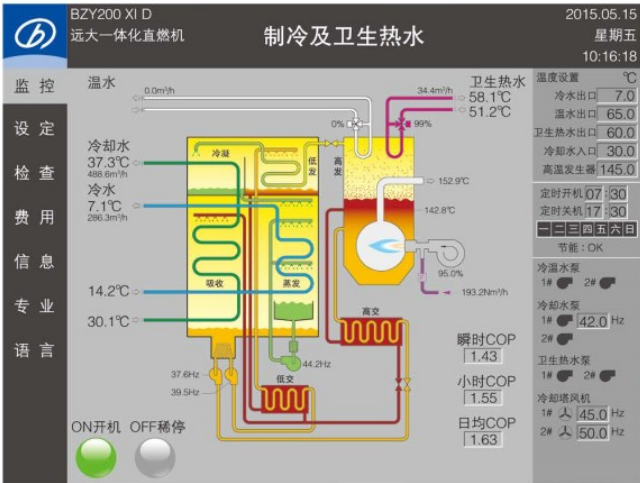 BZY200 XI D
远大一体化直燃机
制冷及卫生热水
2015.05.15
星期五
10:16:18
监 控
设 定
检 查
费 用
信 息
专 业
语 言
温水
0.0m³/h
冷却水
37.3℃
488.6m³/h
冷水
7.1℃
286.3m³/h
14.2℃
30.1℃
冷凝
低发
高发
吸收
蒸发
0%
99%
34.4m³/h
卫生热水
58.1℃
51.2℃
152.9℃
142.8℃
95.0%
193.2Nm³/h
高交
低交
44.2Hz
37.6Hz
39.5Hz
瞬时COP
1.43
小时COP
1.55
日均COP
1.63
ON开机 OFF稀停
温度设置 ℃
冷水出口 7.0
温水出口 65.0
卫生热水出口 60.0
冷却水入口 30.0
高温发生器 145.0
定时开机 07:30
定时关机 17:30
一 二 三 四 五 六 日
节能：OK
冷温水泵
1# 2#
冷却水泵
1# 42.0 Hz
2#
卫生热水泵
1# 2#
冷却塔风机
1# 45.0 Hz
2# 50.0 Hz